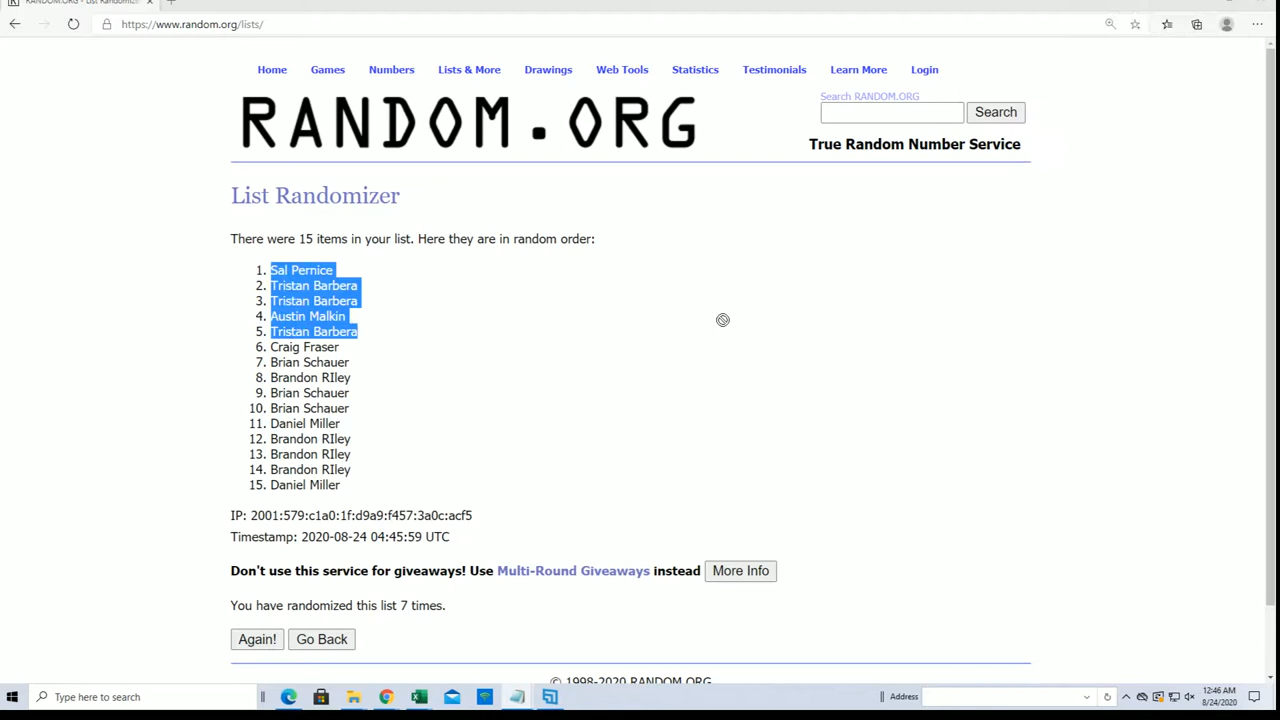 RANDOM.ORG - List Randomiz
https://www.random.org/lists/
Home Games Numbers Lists & More Drawings Web Tools Statistics Testimonials Learn More Login
Search RANDOM.ORG
RANDOM.ORG
Search
True Random Number Service
List Randomizer
There were 15 items in your list. Here they are in random order:
1. Sal Pernice
2. Tristan Barbera
3. Tristan Barbera
4. Austin Malkin
5. Tristan Barbera
6. Craig Fraser
7. Brian Schauer
8. Brandon RIley
9. Brian Schauer
10. Brian Schauer
11. Daniel Miller
12. Brandon RIley
13. Brandon RIley
14. Brandon RIley
15. Daniel Miller
IP: 2001:579:c1a0:1f:d9a9:f457:3a0c:acf5
Timestamp: 2020-08-24 04:45:59 UTC
Don't use this service for giveaways! Use Multi-Round Giveaways instead More Info
You have randomized this list 7 times.
Again! Go Back
© 1998-2020 RANDOM.ORG
Type here to search
Address
12:46 AM
8/24/2020